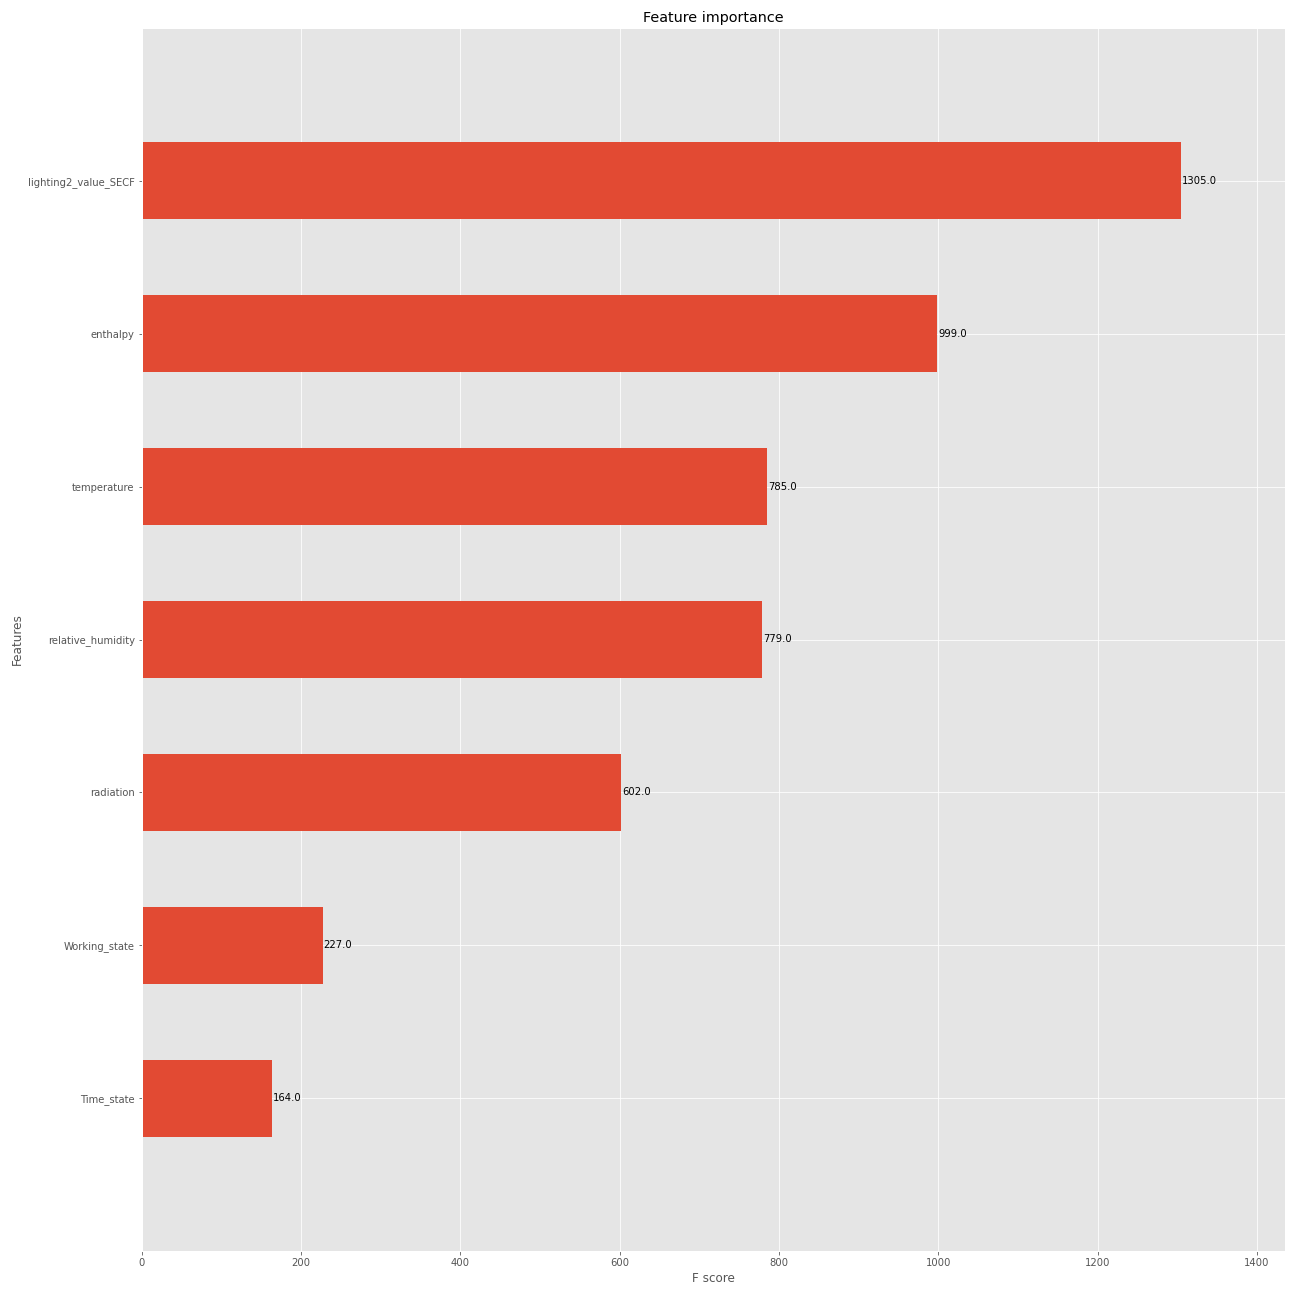 Feature importance
lighting2_value_SECF
1305.0
enthalpy
999.0
temperature
785.0
relative_humidity
779.0
radiation
602.0
Working_state
227.0
Time_state
164.0
Features
0 200 400 600 800 1000 1200 1400
F score